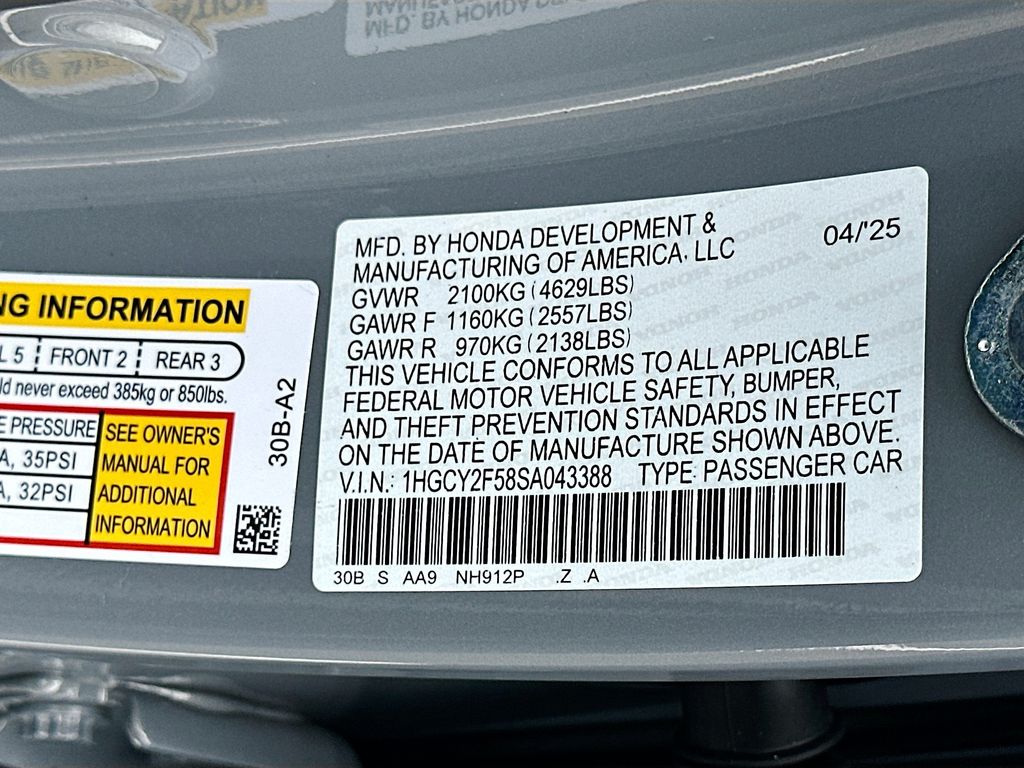 MFD. BY HONDA DEVELOPMENT &
MANUFACTURING OF AMERICA, LLC
04/'25
GVWR 2100KG (4629LBS)
GAWR F 1160KG (2557LBS)
GAWR R 970KG (2138LBS)
THIS VEHICLE CONFORMS TO ALL APPLICABLE
FEDERAL MOTOR VEHICLE SAFETY, BUMPER,
AND THEFT PREVENTION STANDARDS IN EFFECT
ON THE DATE OF MANUFACTURE SHOWN ABOVE.
V.I.N.: 1HGCY2F58SA043388 TYPE: PASSENGER CAR
30B S AA9 NH912P .Z .A
NG INFORMATION
L 5 FRONT 2 REAR 3
ld never exceed 385kg or 850lbs.
E PRESSURE
A, 35PSI
A, 32PSI
SEE OWNER'S
MANUAL FOR
ADDITIONAL
INFORMATION
30B-A2